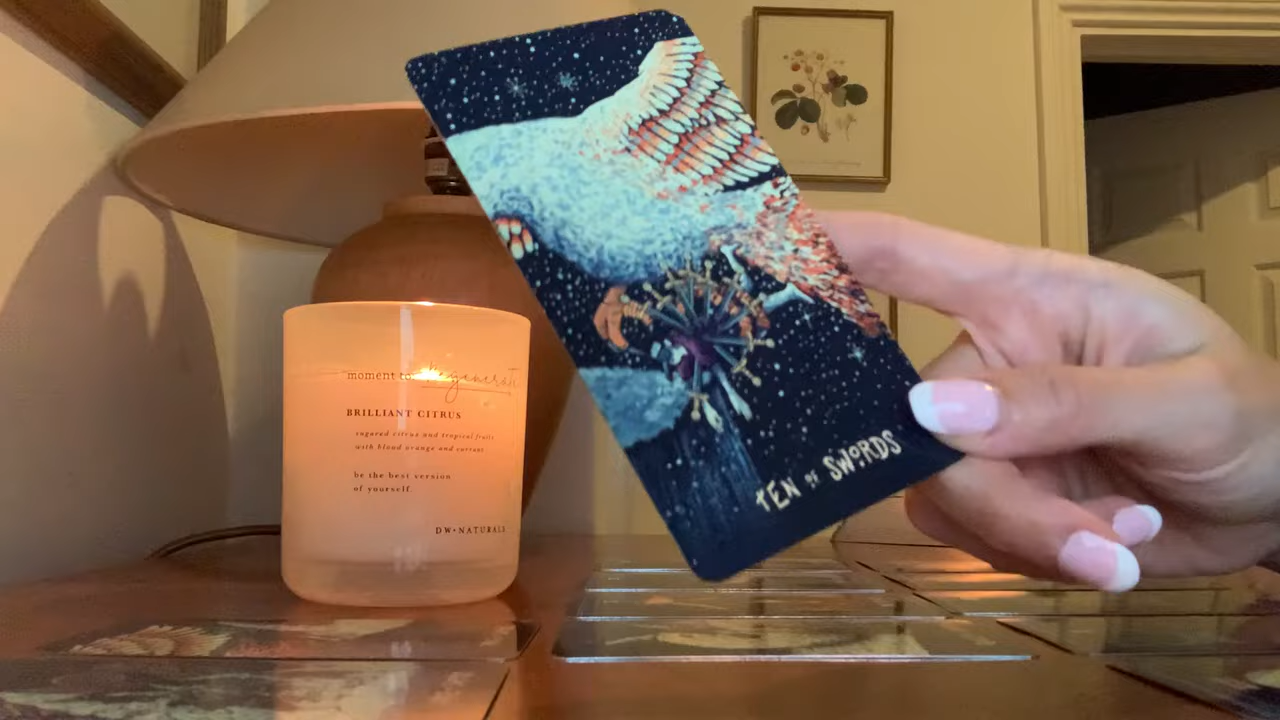 moment to Regenerate
BRILLIANT CITRUS
sugared citrus and tropical fruits
with blood orange and currant
be the best version
of yourself.
DW•NATURALS
TEN OF SWORDS